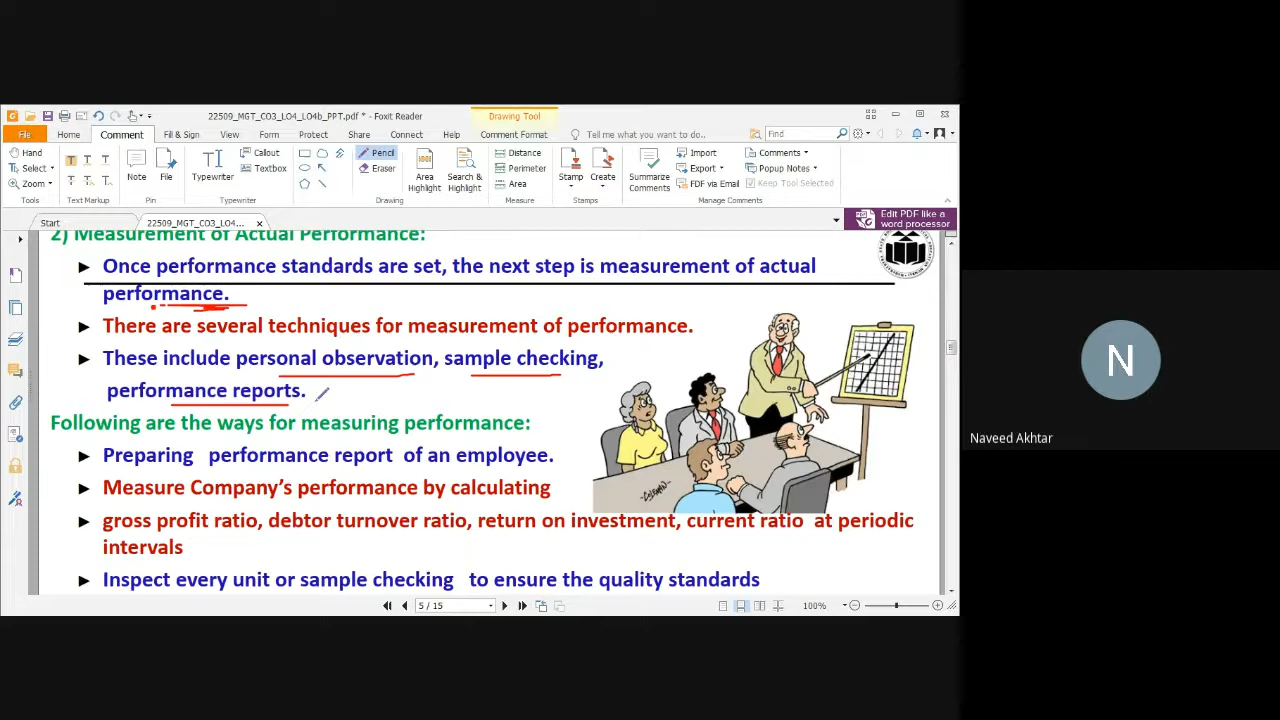 22509_MGT_CO3_LO4_LO4b_PPT.pdf * - Foxit Reader
Drawing Tool
File Home Comment Fill & Sign View Form Protect Share Connect Help Comment Format Tell me what you want to do.. Find
Hand
Select
Zoom
Tools
T T T
T T T
Text Markup
Note
File
Typewriter
Callout
Textbox
Typewriter
Pencil
Eraser
Drawing
Area Highlight
Search & Highlight
Distance
Perimeter
Area
Measure
Stamp
Create
Stamps
Summarize Comments
Import
Export
FDF via Email
Comments
Popup Notes
Keep Tool Selected
Manage Comments
Start
22509_MGT_CO3_LO4...
Edit PDF like a
word processor
2) Measurement of Actual Performance:
► Once performance standards are set, the next step is measurement of actual
performance.
► There are several techniques for measurement of performance.
► These include personal observation, sample checking,
performance reports.
Following are the ways for measuring performance:
► Preparing performance report of an employee.
► Measure Company's performance by calculating
► gross profit ratio, debtor turnover ratio, return on investment, current ratio at periodic
intervals
► Inspect every unit or sample checking to ensure the quality standards
5 / 15
100%
N
Naveed Akhtar